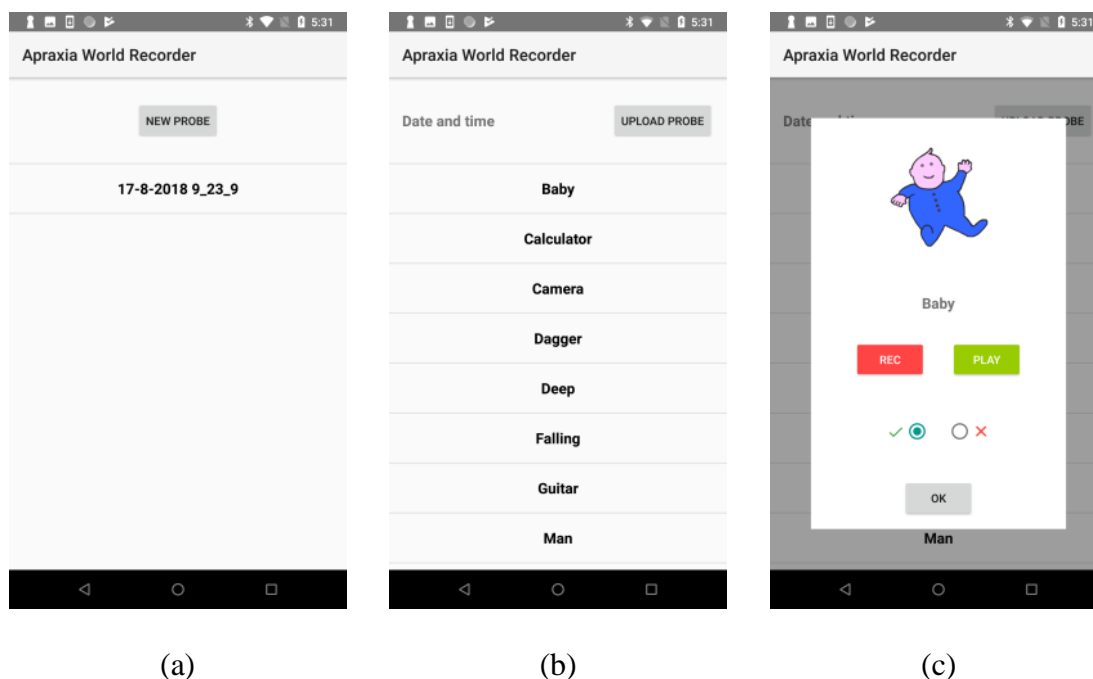 5:31
Apraxia World Recorder
NEW PROBE
17-8-2018 9_23_9
(a)
5:31
Apraxia World Recorder
Date and time
UPLOAD PROBE
Baby
Calculator
Camera
Dagger
Deep
Falling
Guitar
Man
(b)
5:31
Apraxia World Recorder
Date
Baby
REC
PLAY
OK
Man
(c)